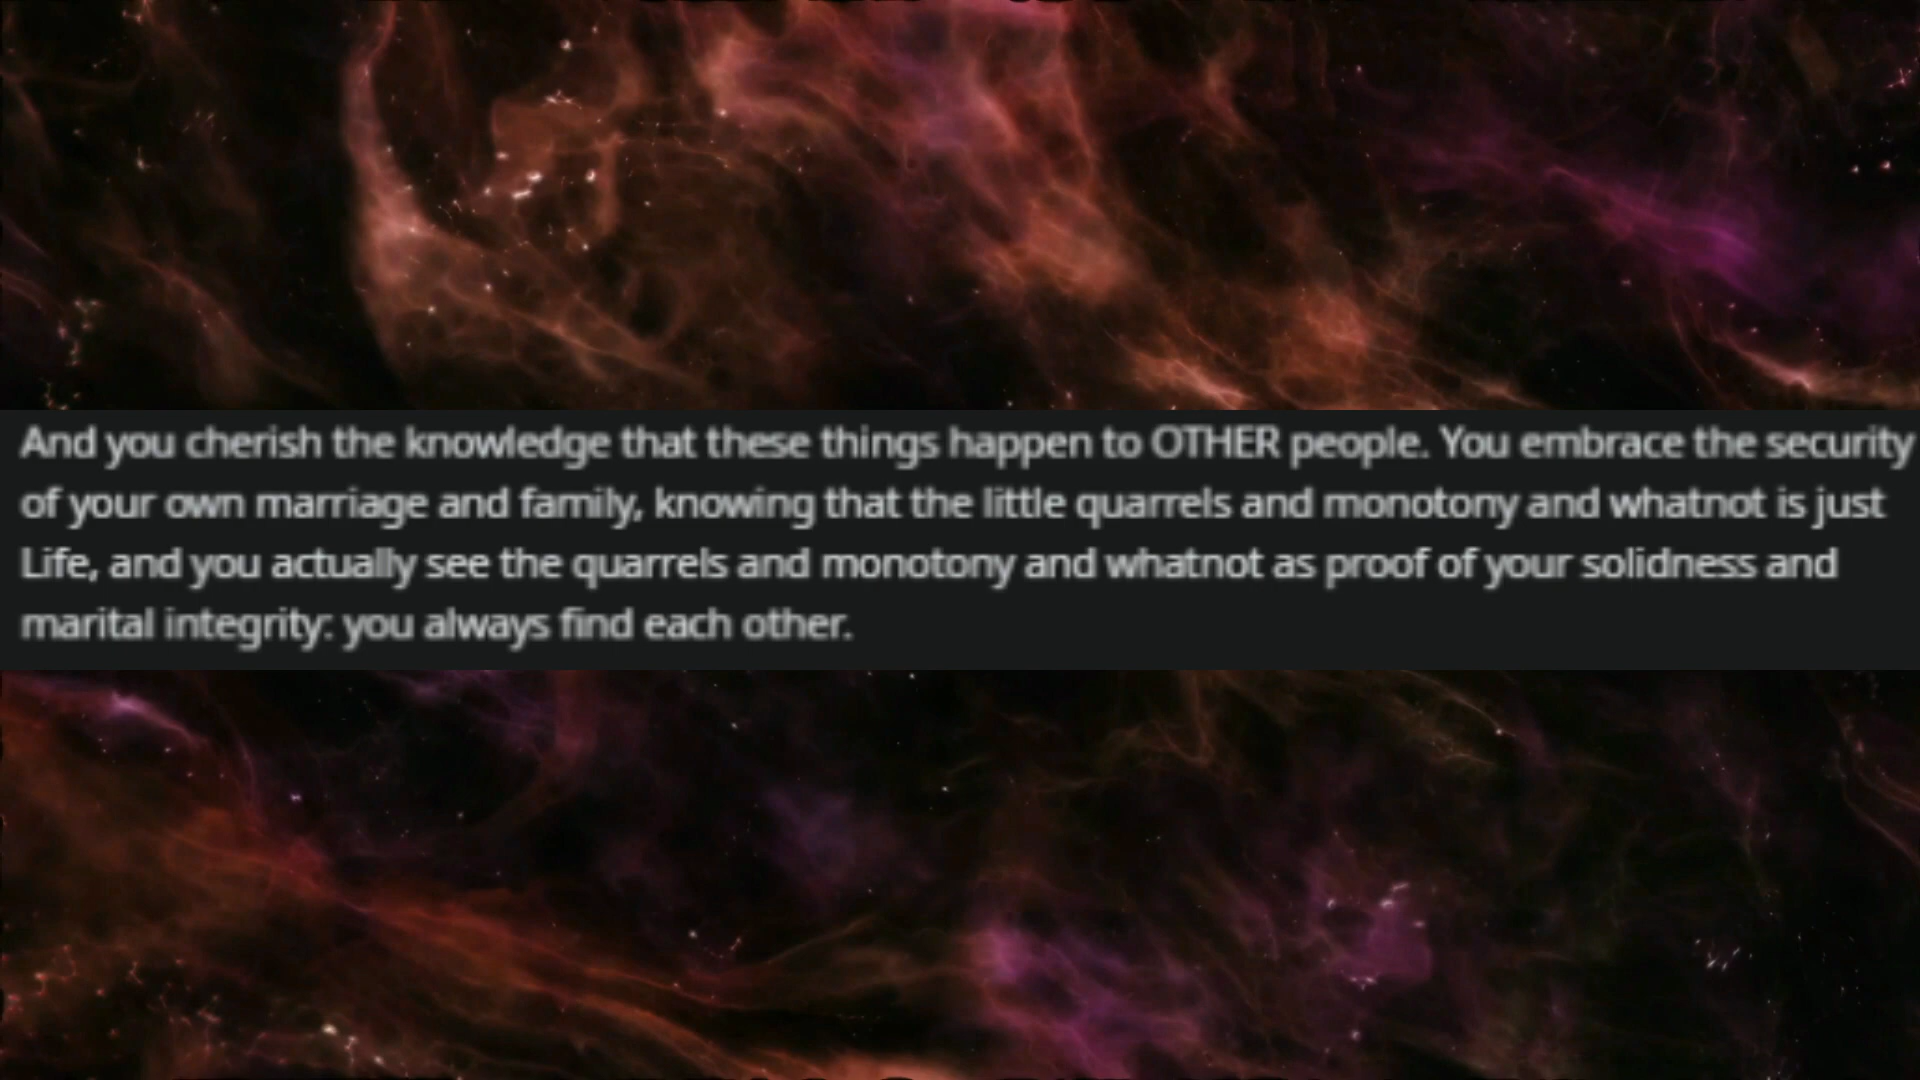 And you cherish the knowledge that these things happen to OTHER people. You embrace the security
of your own marriage and family, knowing that the little quarrels and monotony and whatnot is just
Life, and you actually see the quarrels and monotony and whatnot as proof of your solidness and
marital integrity: you always find each other.